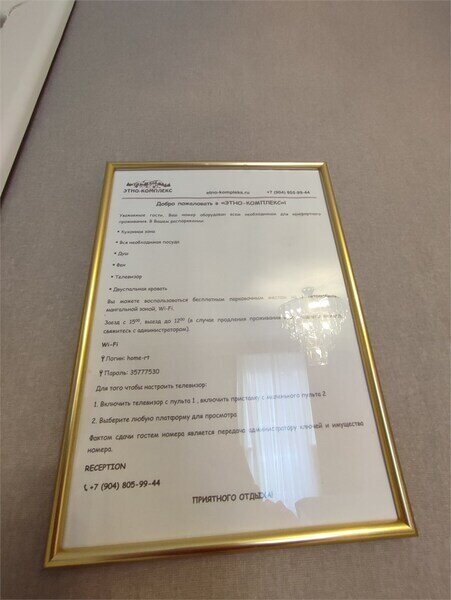 ЭТНО-КОМПЛЕКС
etno-kompleks.ru
+7 (904) 805-99-44
Добро пожаловать в «ЭТНО-КОМПЛЕКС»!
Уважаемые гости, Ваш номер оборудован всем необходимым для комфортного
проживания. В Вашем распоряжении:
• Кухонная зона
• Вся необходимая посуда
• Душ
• Фен
• Телевизор
• Двуспальная кровать
Вы можете воспользоваться бесплатным парковочным местом автомобиля,
мангальной зоной, Wi-Fi.
Заезд с 15⁰⁰, выезд до 12⁰⁰ (в случае продления проживания номера,
свяжитесь с администратором).
Wi-Fi
Логин: home-rt
Пароль: 35777530
Для того чтобы настроить телевизор:
1. Включить телевизор с пульта 1, включить приставку с маленького пульта 2
2. Выберите любую платформу для просмотра
Фактом сдачи гостем номера является передача администратору ключей и имущества
номера.
RECEPTION
+7 (904) 805-99-44
ПРИЯТНОГО ОТДЫХА!